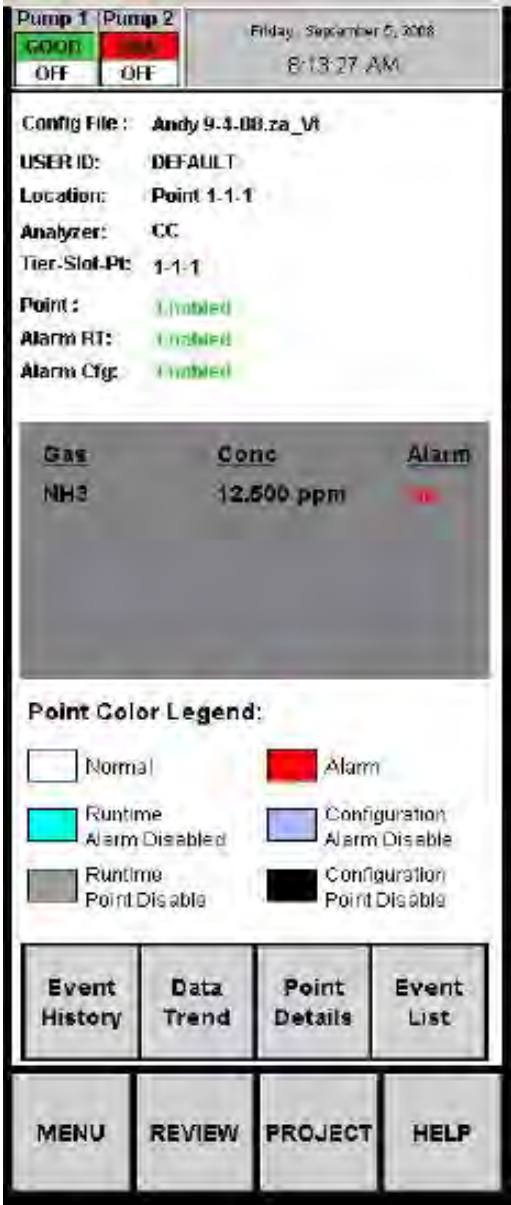 Pump 1 Pump 2
GOOD
OFF OFF
Friday, September 5, 2008
8:13:27 AM
Config File : Andy 9-4-08.za_Vt
USER ID: DEFAULT
Location: Point 1-1-1
Analyzer: CC
Tier-Slot-Pt: 1-1-1
Point : Enabled
Alarm RT: Enabled
Alarm Cfg: Enabled
Gas Conc Alarm
NH3 12.500 ppm
Point Color Legend:
Normal Alarm
Runtime Alarm Disabled
Configuration Alarm Disable
Runtime Point Disable
Configuration Point Disable
Event History
Data Trend
Point Details
Event List
MENU REVIEW PROJECT HELP